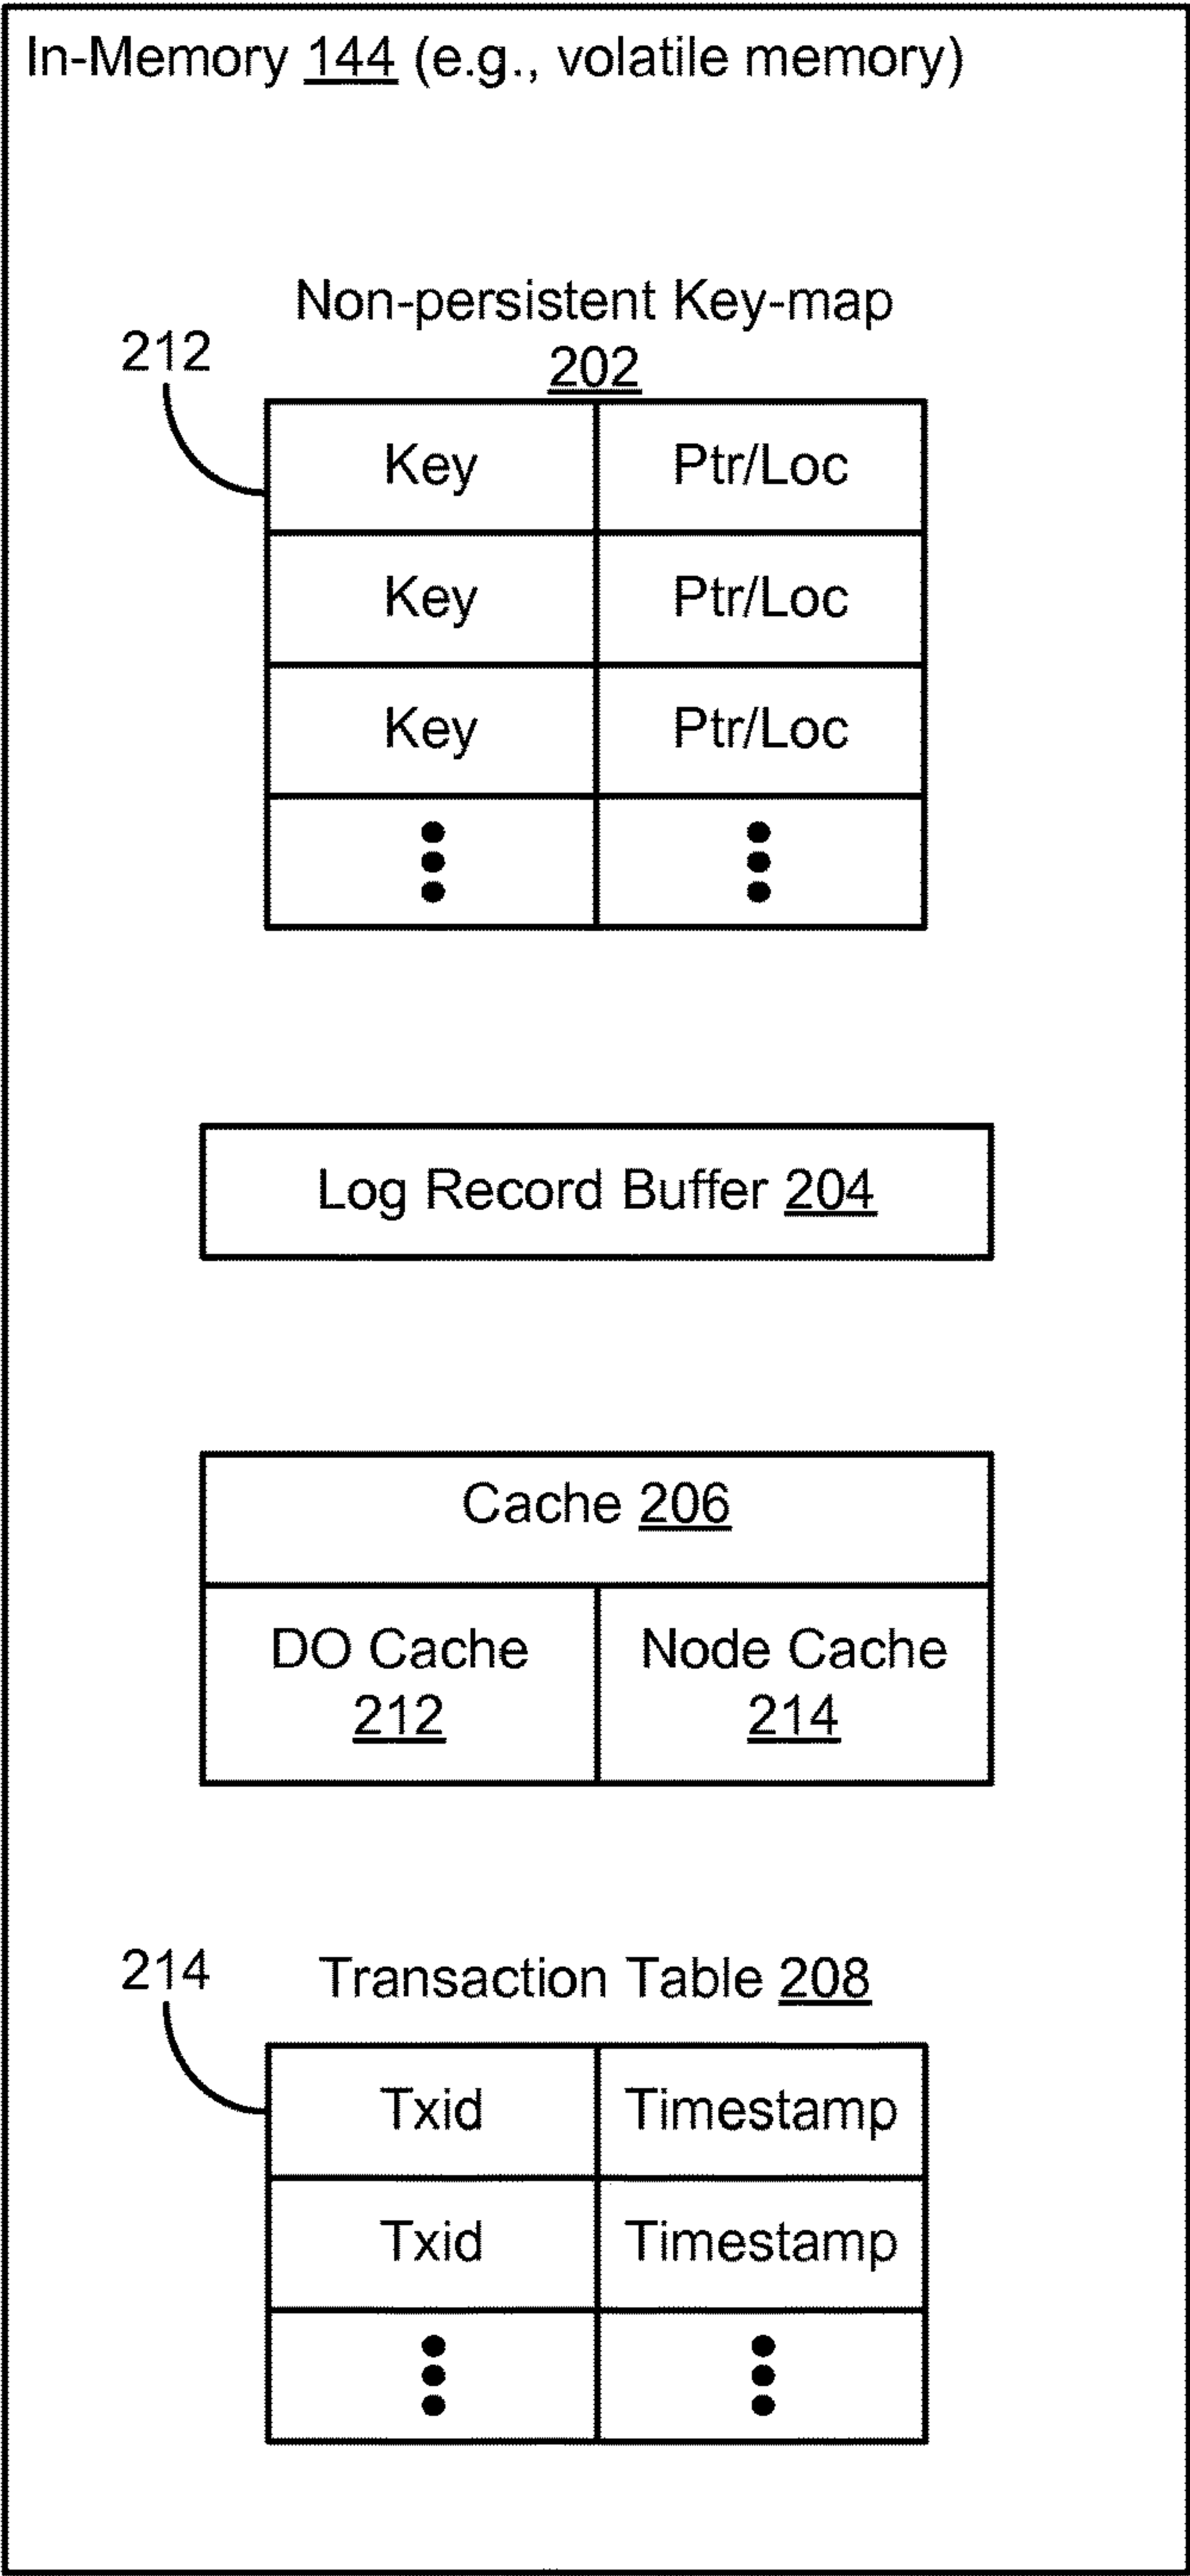 In-Memory 144 (e.g., volatile memory)
Non-persistent Key-map
212
202
Key Ptr/Loc
Key Ptr/Loc
Key Ptr/Loc
Log Record Buffer 204
Cache 206
DO Cache Node Cache
212 214
214 Transaction Table 208
Txid Timestamp
Txid Timestamp